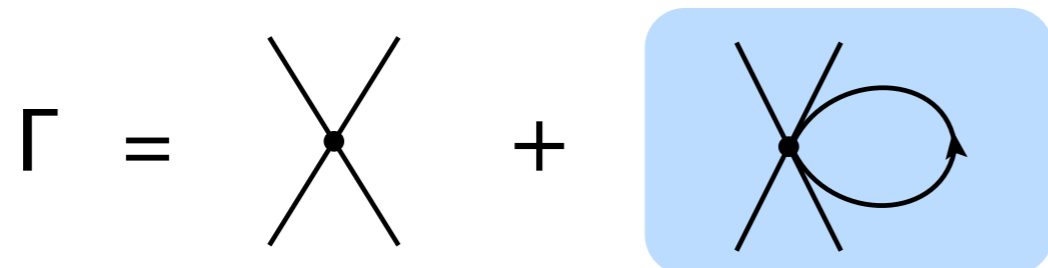 Γ = +